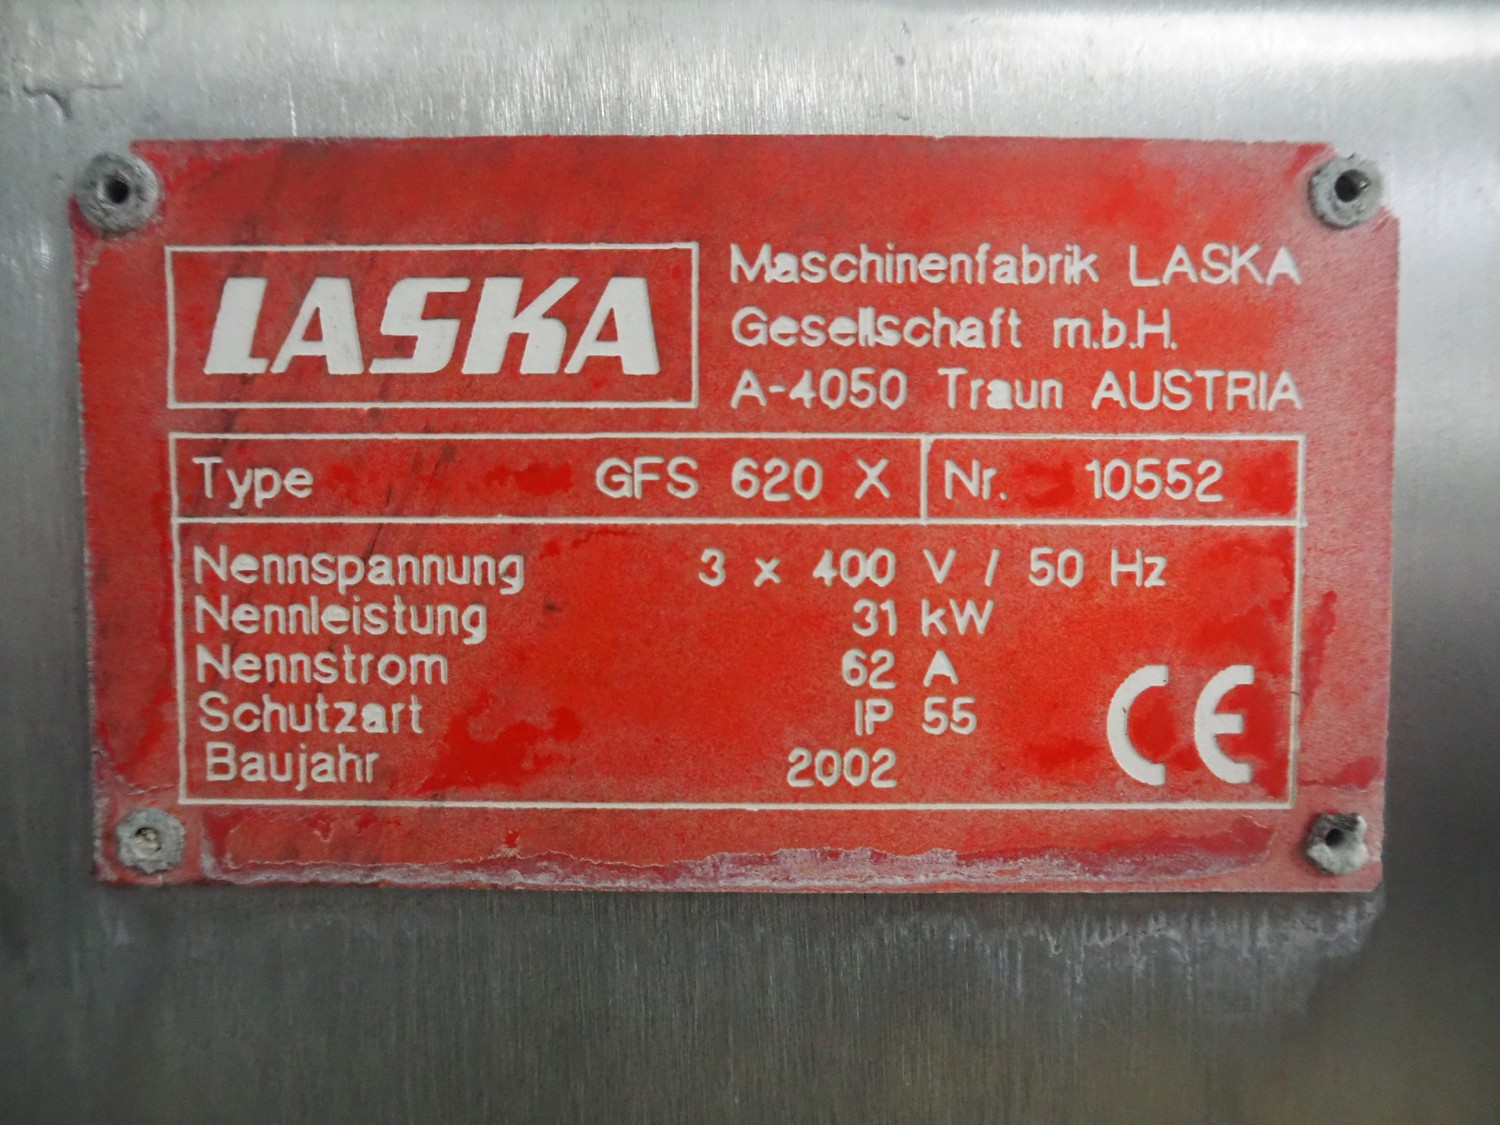 LASKA
Maschinenfabrik LASKA
Gesellschaft m.b.H.
A-4050 Traun AUSTRIA
Type GFS 620 X Nr. 10552
Nennspannung 3 x 400 V / 50 Hz
Nennleistung 31 kW
Nennstrom 62 A
Schutzart IP 55
Baujahr 2002
CE